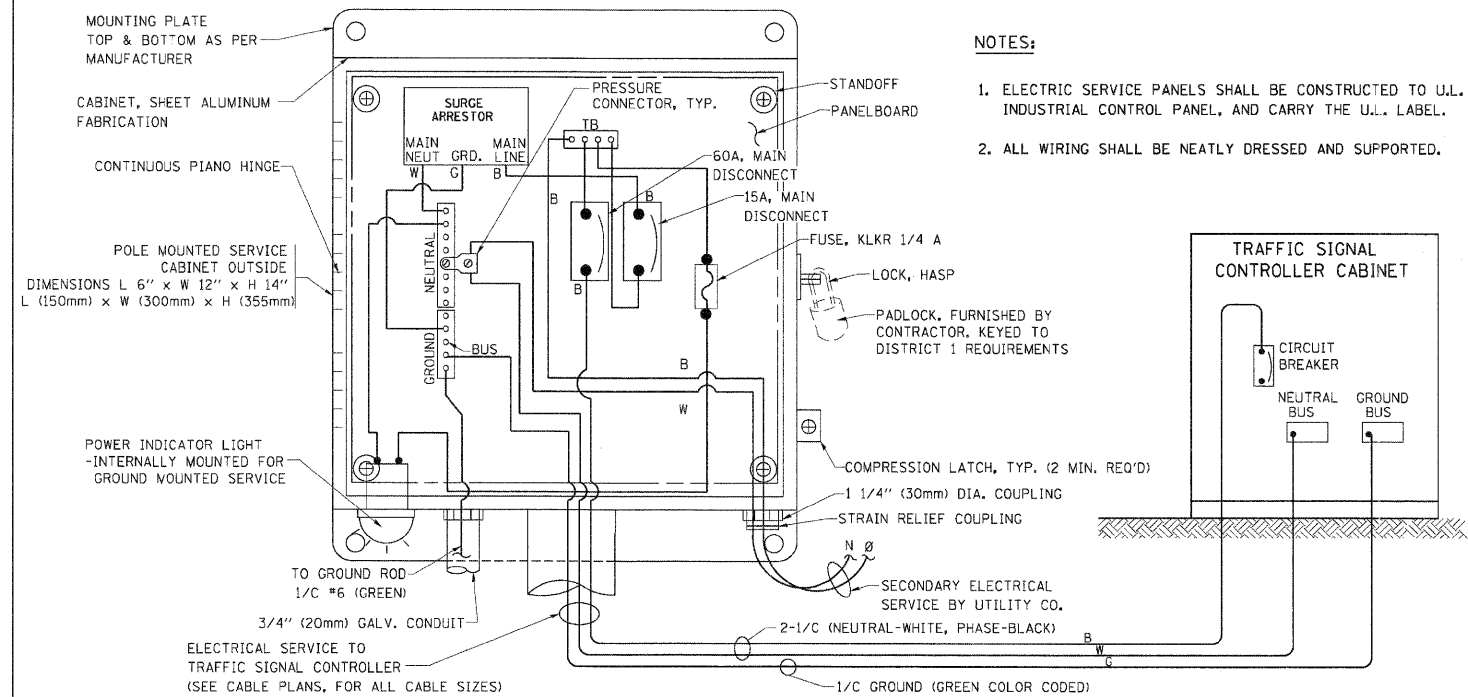 MOUNTING PLATE
TOP & BOTTOM AS PER
MANUFACTURER
CABINET, SHEET ALUMINUM
FABRICATION
CONTINUOUS PIANO HINGE
POLE MOUNTED SERVICE
CABINET OUTSIDE
DIMENSIONS L 6" x W 12" x H 14"
L (150mm) x W (300mm) x H (355mm)
POWER INDICATOR LIGHT
-INTERNALLY MOUNTED FOR
GROUND MOUNTED SERVICE
SURGE
ARRESTOR
MAIN
NEUT
GRD.
MAIN
LINE
W
G
B
PRESSURE
CONNECTOR, TYP.
TB
STANDOFF
PANELBOARD
60A, MAIN
DISCONNECT
15A, MAIN
DISCONNECT
B
B
B
FUSE, KLKR 1/4 A
LOCK, HASP
PADLOCK, FURNISHED BY
CONTRACTOR, KEYED TO
DISTRICT 1 REQUIREMENTS
NEUTRAL
GROUND
BUS
B
W
COMPRESSION LATCH, TYP. (2 MIN. REQ'D)
1 1/4" (30mm) DIA. COUPLING
STRAIN RELIEF COUPLING
N Ø
SECONDARY ELECTRICAL
SERVICE BY UTILITY CO.
TO GROUND ROD
1/C #6 (GREEN)
3/4" (20mm) GALV. CONDUIT
ELECTRICAL SERVICE TO
TRAFFIC SIGNAL CONTROLLER
(SEE CABLE PLANS, FOR ALL CABLE SIZES)
2-1/C (NEUTRAL-WHITE, PHASE-BLACK)
B
W
G
1/C GROUND (GREEN COLOR CODED)
NOTES:
1. ELECTRIC SERVICE PANELS SHALL BE CONSTRUCTED TO U.L.
INDUSTRIAL CONTROL PANEL, AND CARRY THE U.L. LABEL.
2. ALL WIRING SHALL BE NEATLY DRESSED AND SUPPORTED.
TRAFFIC SIGNAL
CONTROLLER CABINET
CIRCUIT
BREAKER
NEUTRAL
BUS
GROUND
BUS